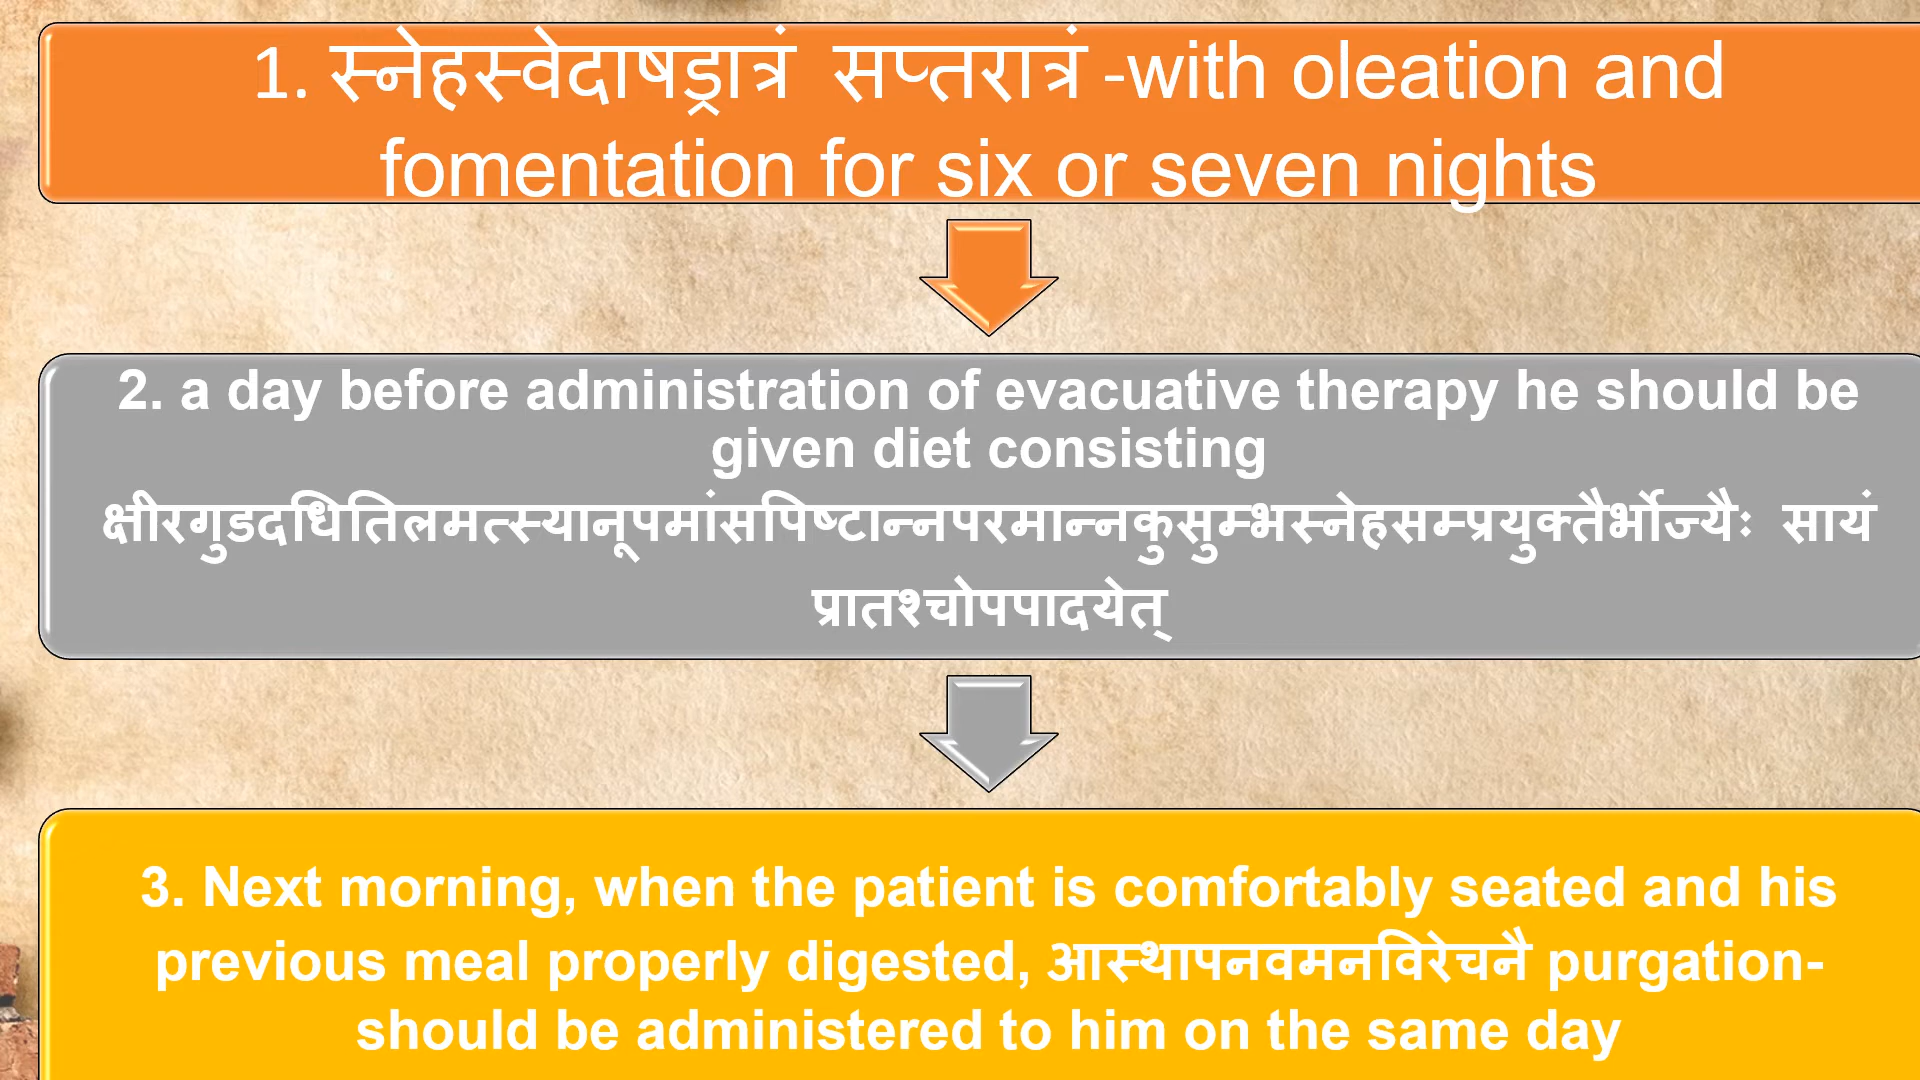 1. स्नेहस्वेदाषड्रात्रं सप्तरात्रं -with oleation and
fomentation for six or seven nights
2. a day before administration of evacuative therapy he should be
given diet consisting
क्षीरगुडदधितिलमत्स्यानूपमांसपिष्टान्नपरमान्नकुसुम्भस्नेहसम्प्रयुक्तैर्भोज्यैः सायं
प्रातश्चोपपादयेत्
3. Next morning, when the patient is comfortably seated and his
previous meal properly digested, आस्थापनवमनविरेचनै purgation-
should be administered to him on the same day